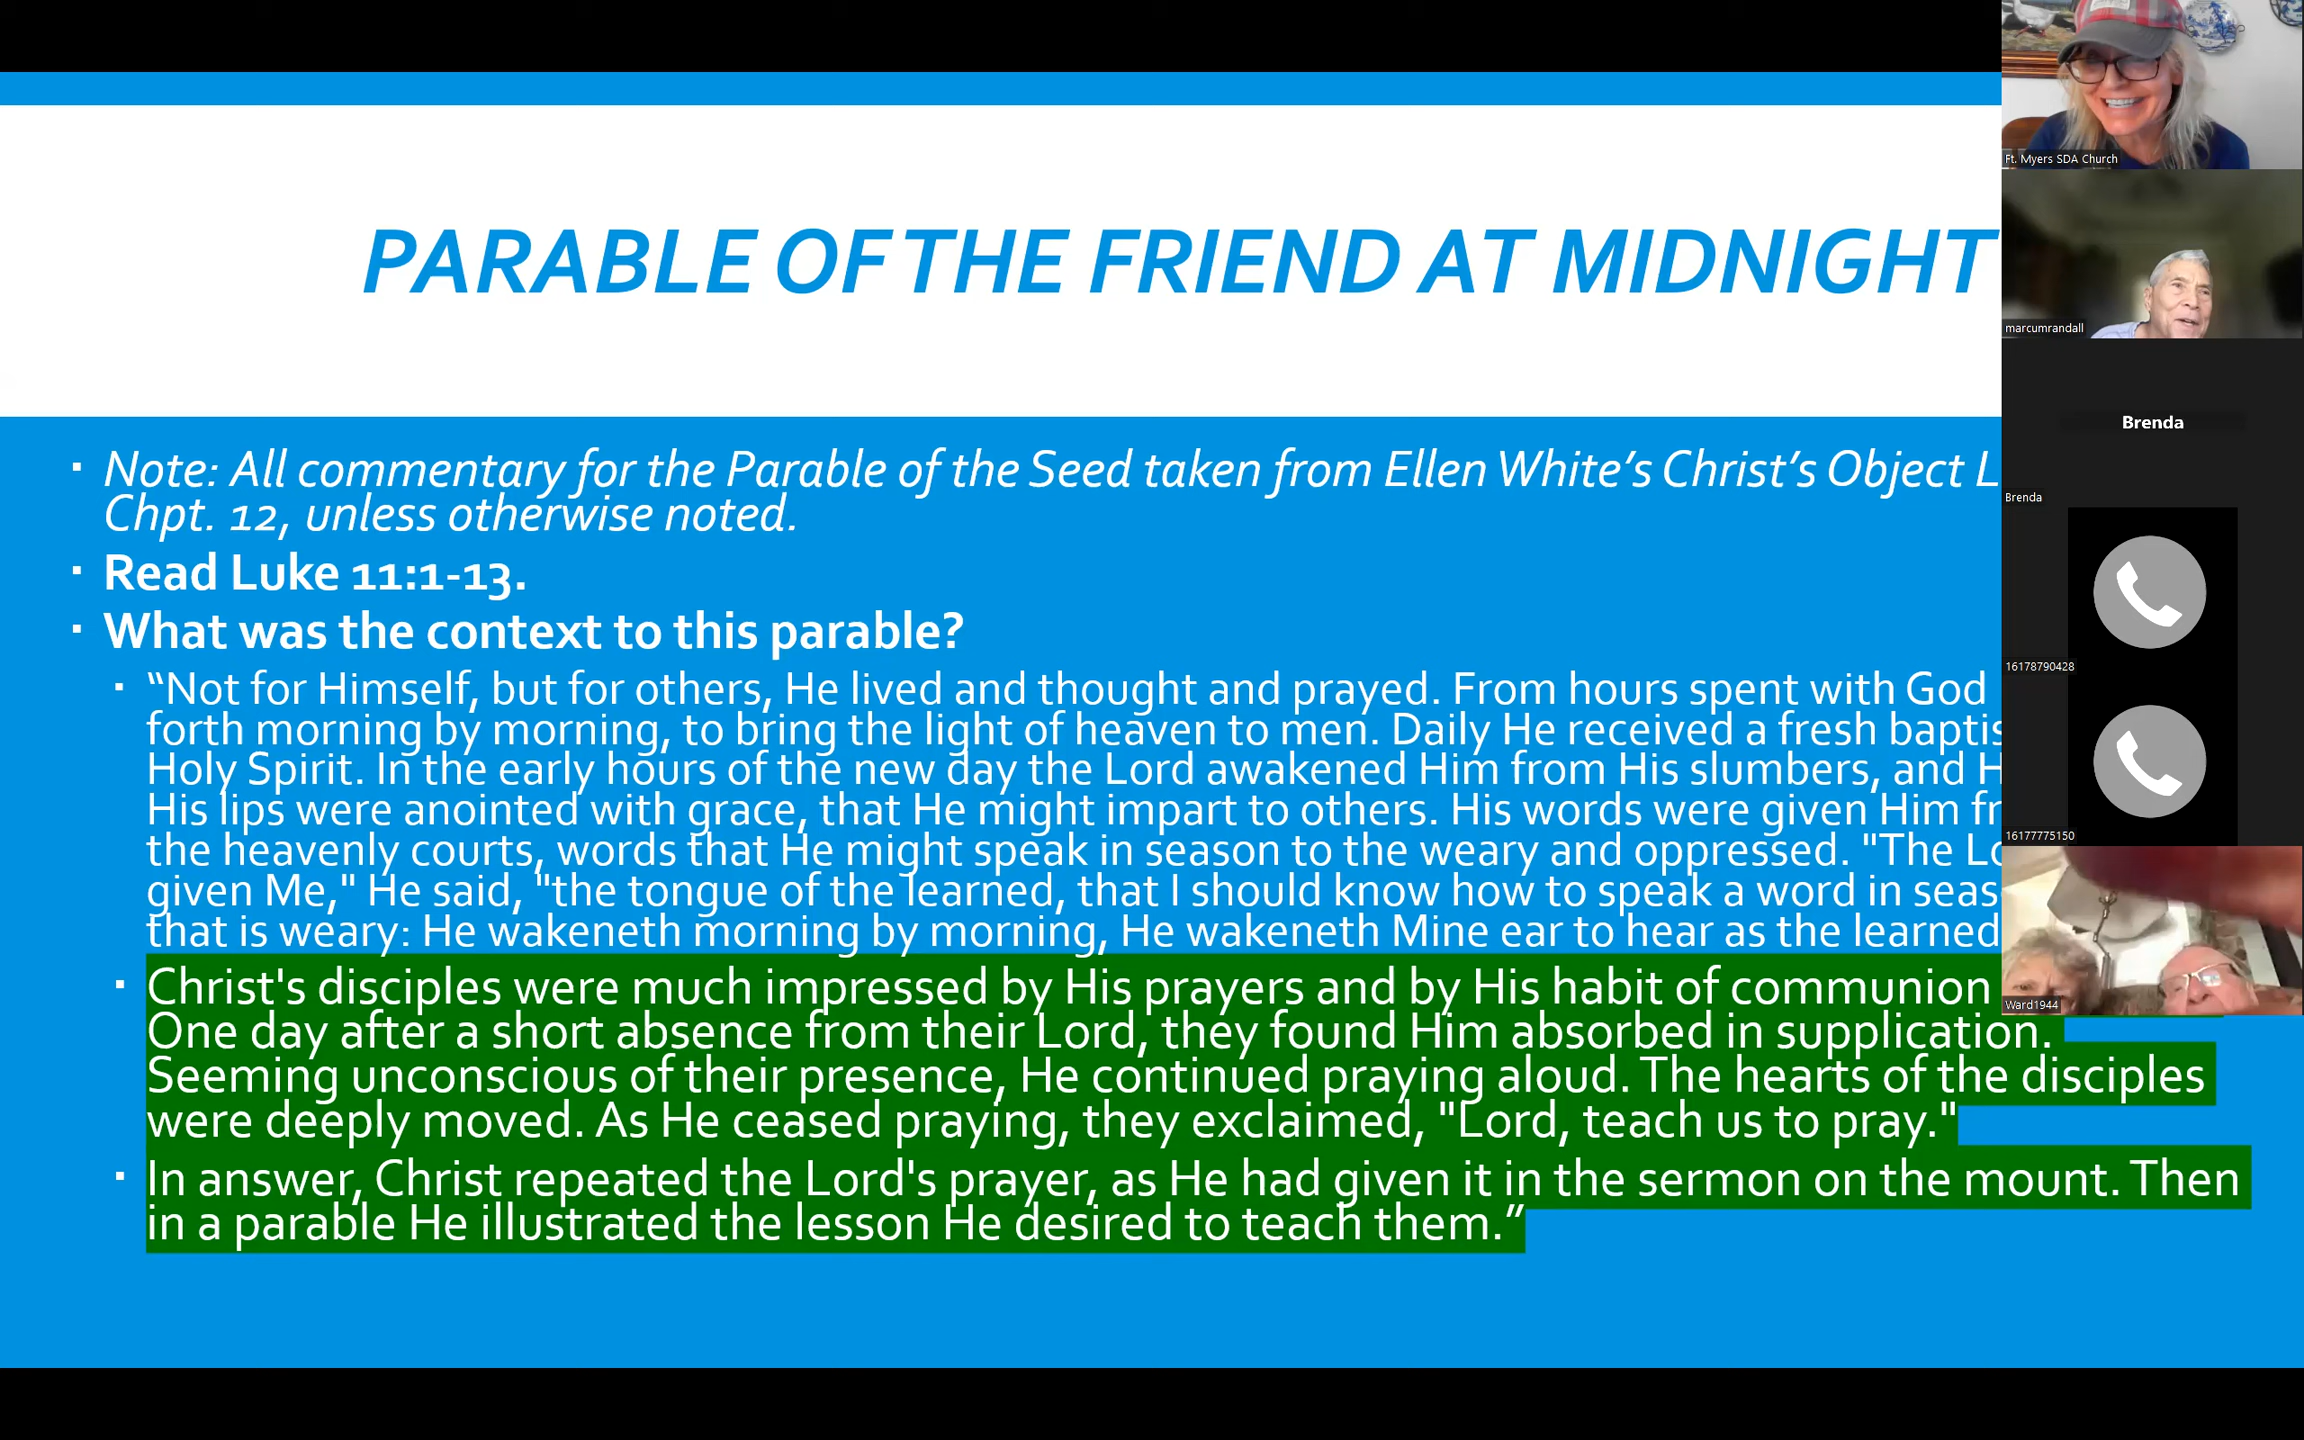 PARABLE OF THE FRIEND AT MIDNIGHT
Note: All commentary for the Parable of the Seed taken from Ellen White’s Christ’s Object L
Chpt. 12, unless otherwise noted.
Read Luke 11:1-13.
What was the context to this parable?
“Not for Himself, but for others, He lived and thought and prayed. From hours spent with God
forth morning by morning, to bring the light of heaven to men. Daily He received a fresh baptis
Holy Spirit. In the early hours of the new day the Lord awakened Him from His slumbers, and H
His lips were anointed with grace, that He might impart to others. His words were given Him fr
the heavenly courts, words that He might speak in season to the weary and oppressed. "The Lo
given Me," He said, "the tongue of the learned, that I should know how to speak a word in seas
that is weary: He wakeneth morning by morning, He wakeneth Mine ear to hear as the learned
Christ's disciples were much impressed by His prayers and by His habit of communion
One day after a short absence from their Lord, they found Him absorbed in supplication.
Seeming unconscious of their presence, He continued praying aloud. The hearts of the disciples
were deeply moved. As He ceased praying, they exclaimed, "Lord, teach us to pray."
In answer, Christ repeated the Lord's prayer, as He had given it in the sermon on the mount. Then
in a parable He illustrated the lesson He desired to teach them.”
Ft. Myers SDA Church
marcumrandall
Brenda
Brenda
16178790428
16177775150
Ward1944